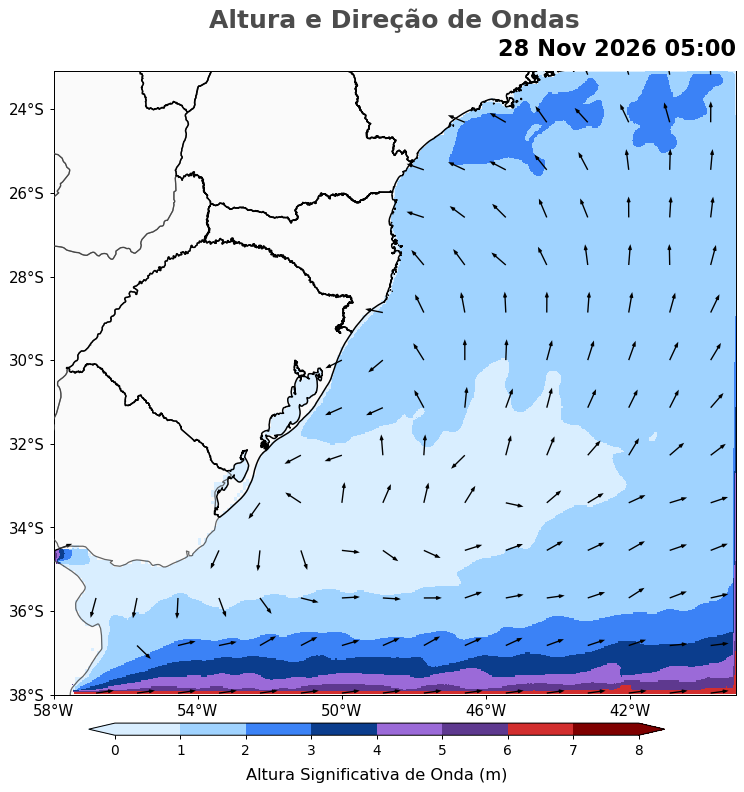 Altura e Direção de Ondas
28 Nov 2026 05:00
24°S
26°S
28°S
30°S
32°S
34°S
36°S
38°S
58°W 54°W 50°W 46°W 42°W
0 1 2 3 4 5 6 7 8
Altura Significativa de Onda (m)